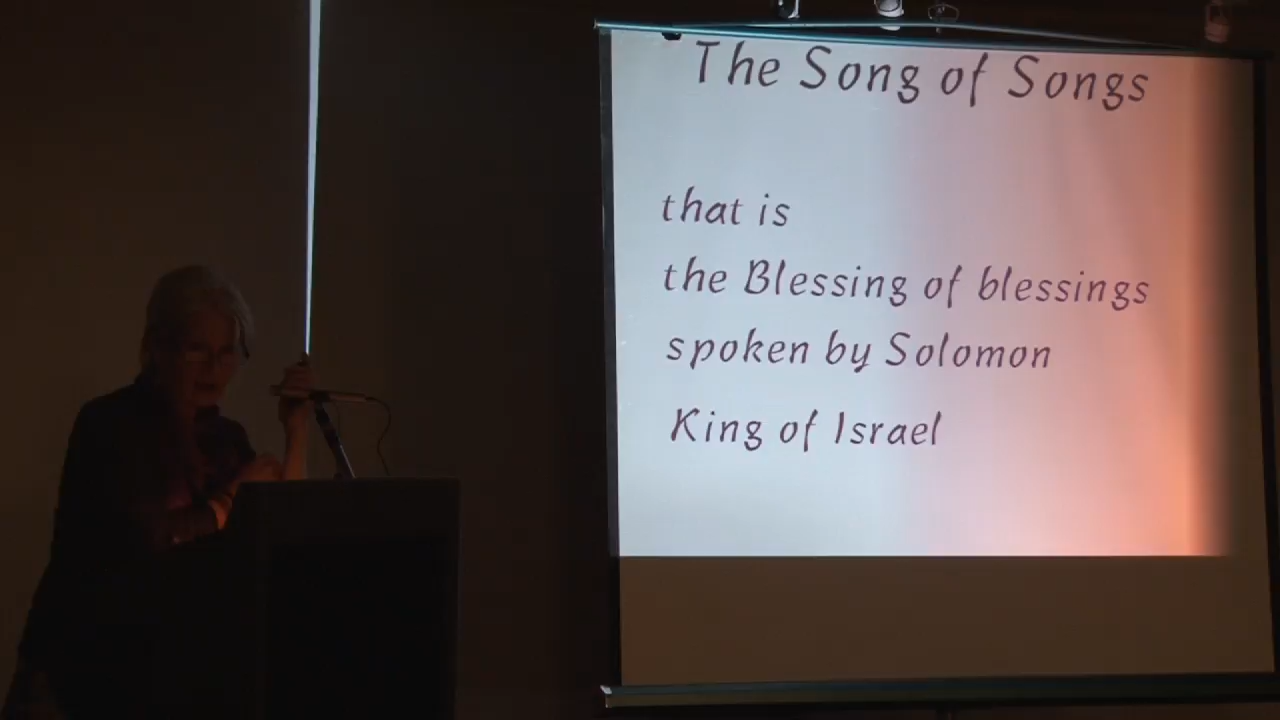 The Song of Songs
that is
the Blessing of blessings
spoken by Solomon
King of Israel